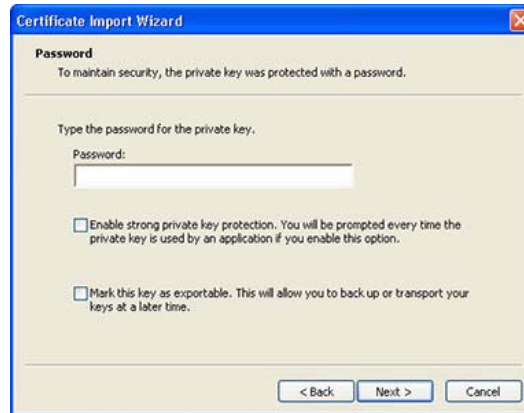 Certificate Import Wizard
Password
To maintain security, the private key was protected with a password.
Type the password for the private key.
Password:
Enable strong private key protection. You will be prompted every time the
private key is used by an application if you enable this option.
Mark this key as exportable. This will allow you to back up or transport your
keys at a later time.
< Back
Next >
Cancel